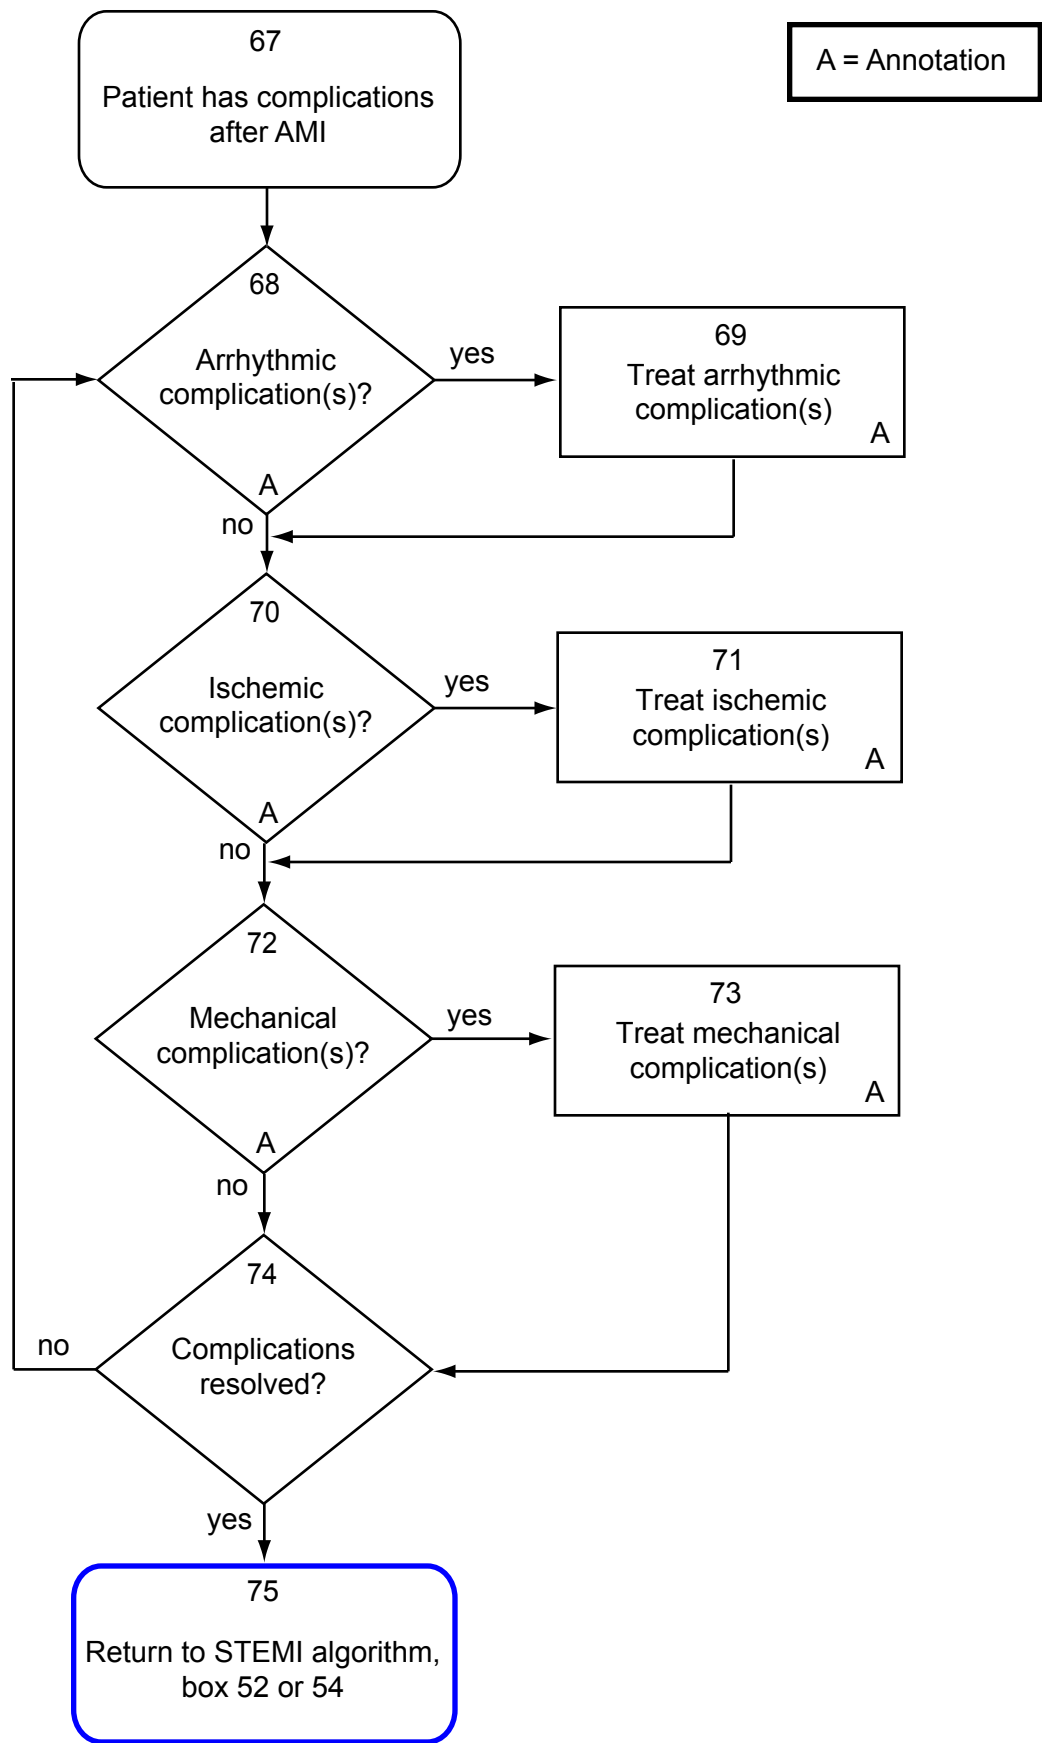 67
Patient has complications
after AMI
A = Annotation
68
Arrhythmic
complication(s)?
A
yes
69
Treat arrhythmic
complication(s)
A
no
70
Ischemic
complication(s)?
A
yes
71
Treat ischemic
complication(s)
A
no
72
Mechanical
complication(s)?
A
yes
73
Treat mechanical
complication(s)
A
no
74
Complications
resolved?
no
yes
75
Return to STEMI algorithm,
box 52 or 54